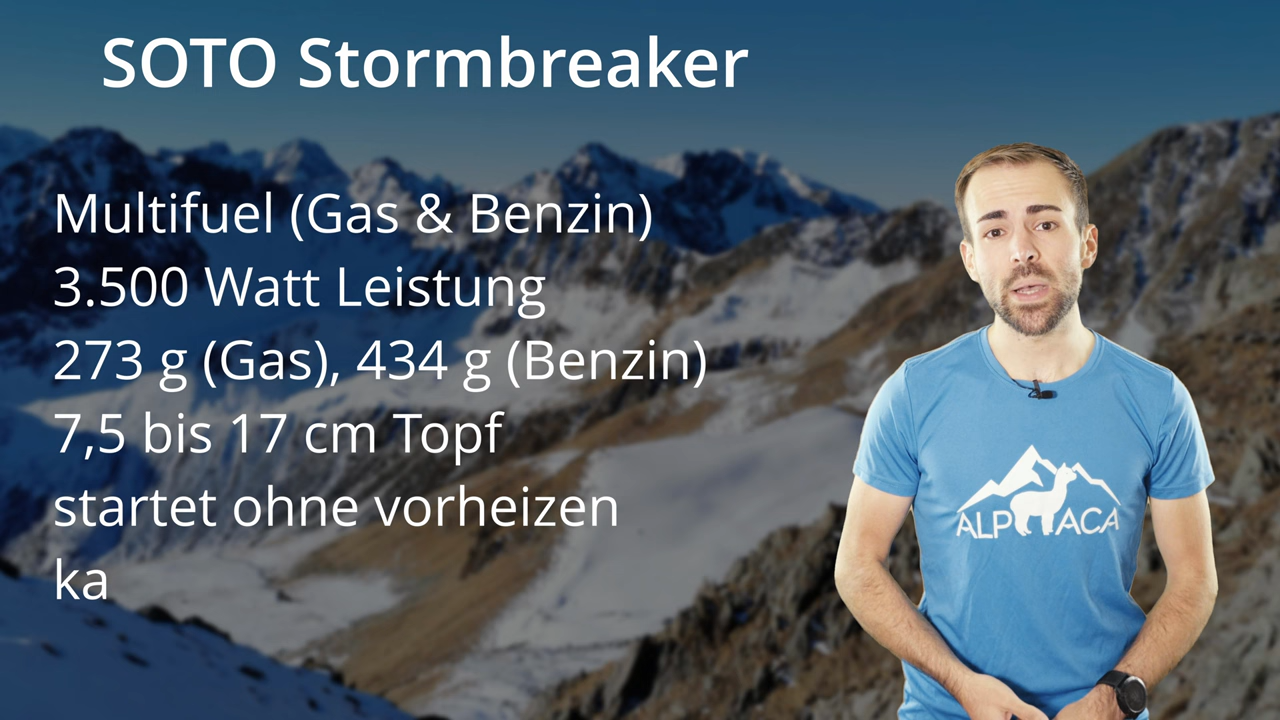 SOTO Stormbreaker
Multifuel (Gas & Benzin)
3.500 Watt Leistung
273 g (Gas), 434 g (Benzin)
7,5 bis 17 cm Topf
startet ohne vorheizen
ka
ALPACA